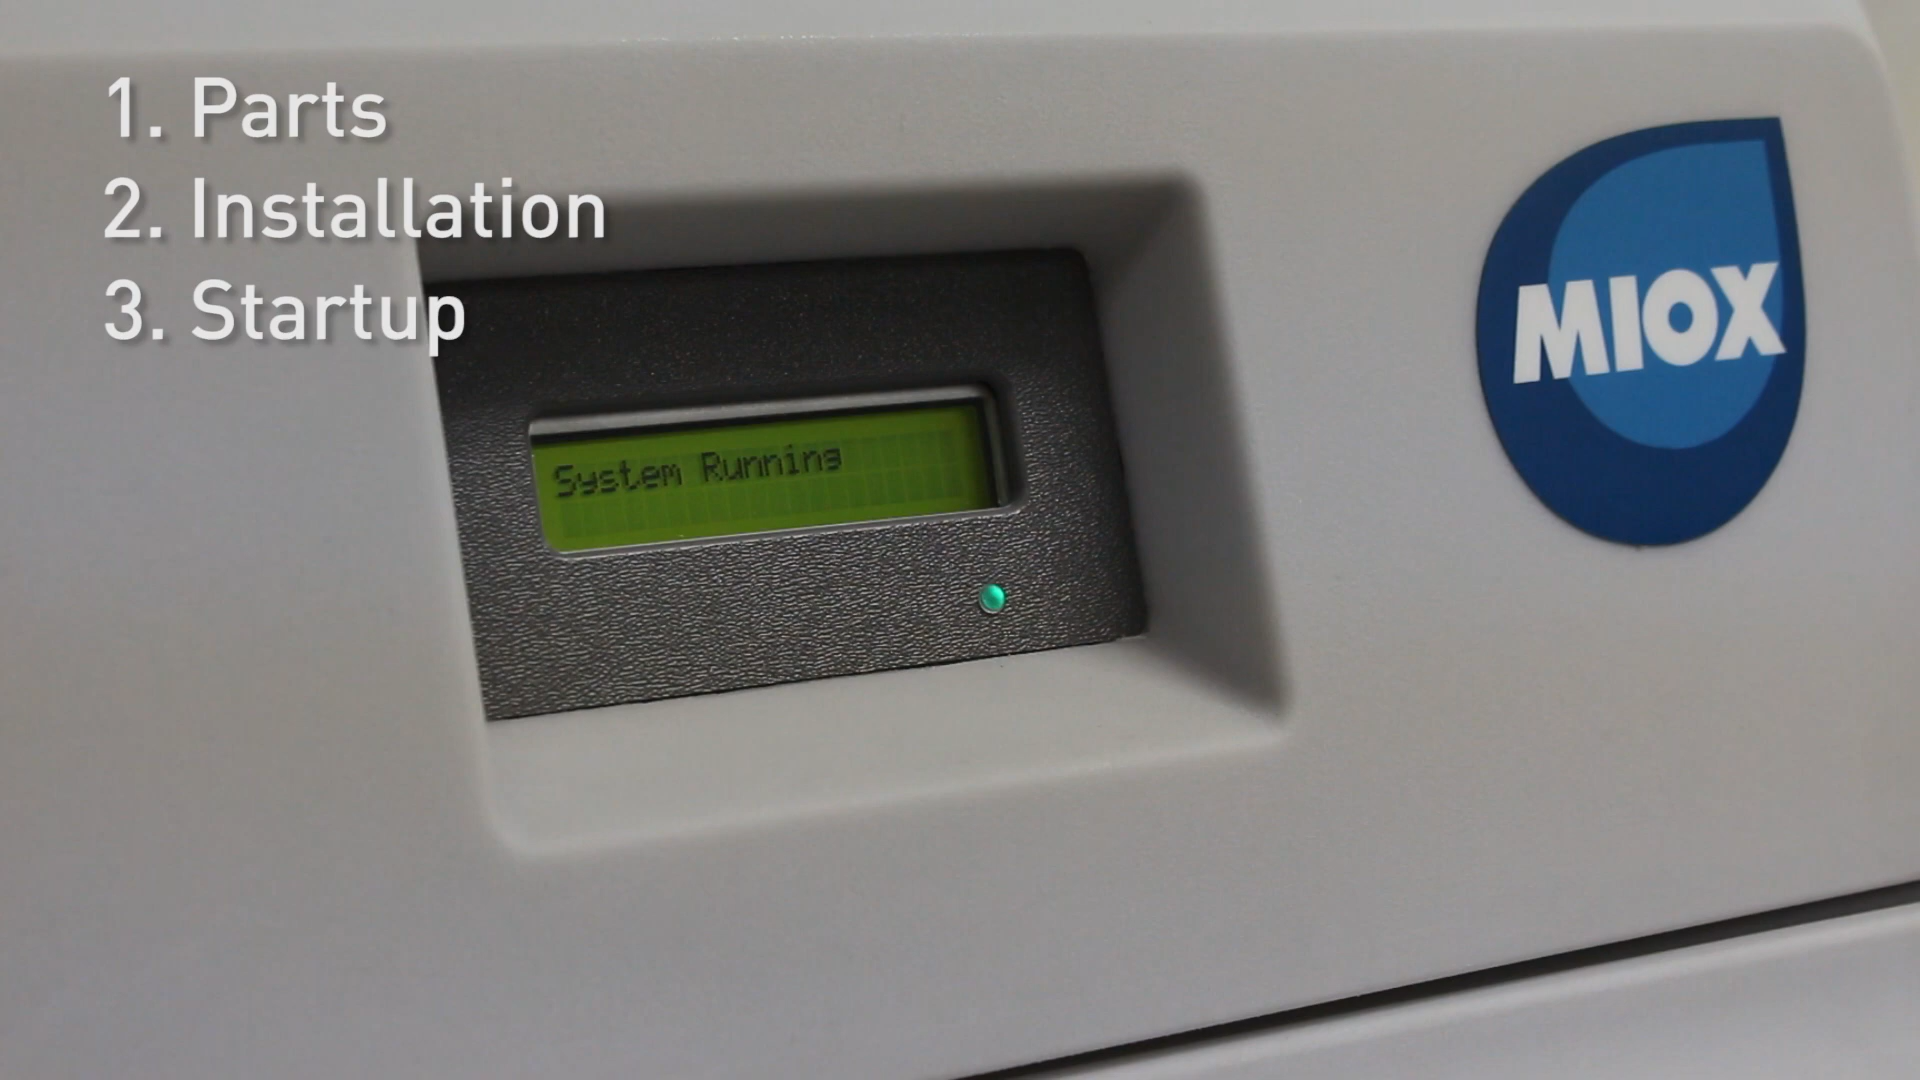 1. Parts
2. Installation
3. Startup
System Running
MIOX